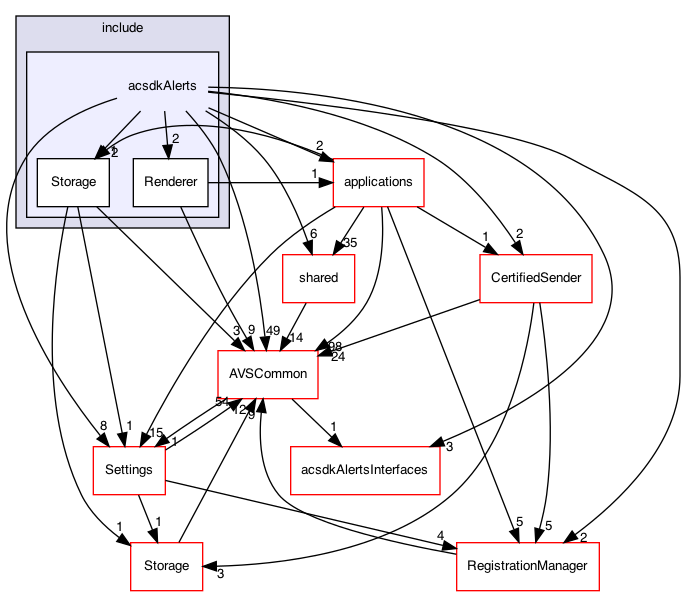 include
acsdkAlerts
2
2
2
Storage
Renderer
1
applications
6
35
1
2
shared
CertifiedSender
3
9
49
14
98
24
AVSCommon
54
12
9
8
1
15
1
1
3
Settings
acsdkAlertsInterfaces
1
1
3
4
5
5
2
Storage
RegistrationManager